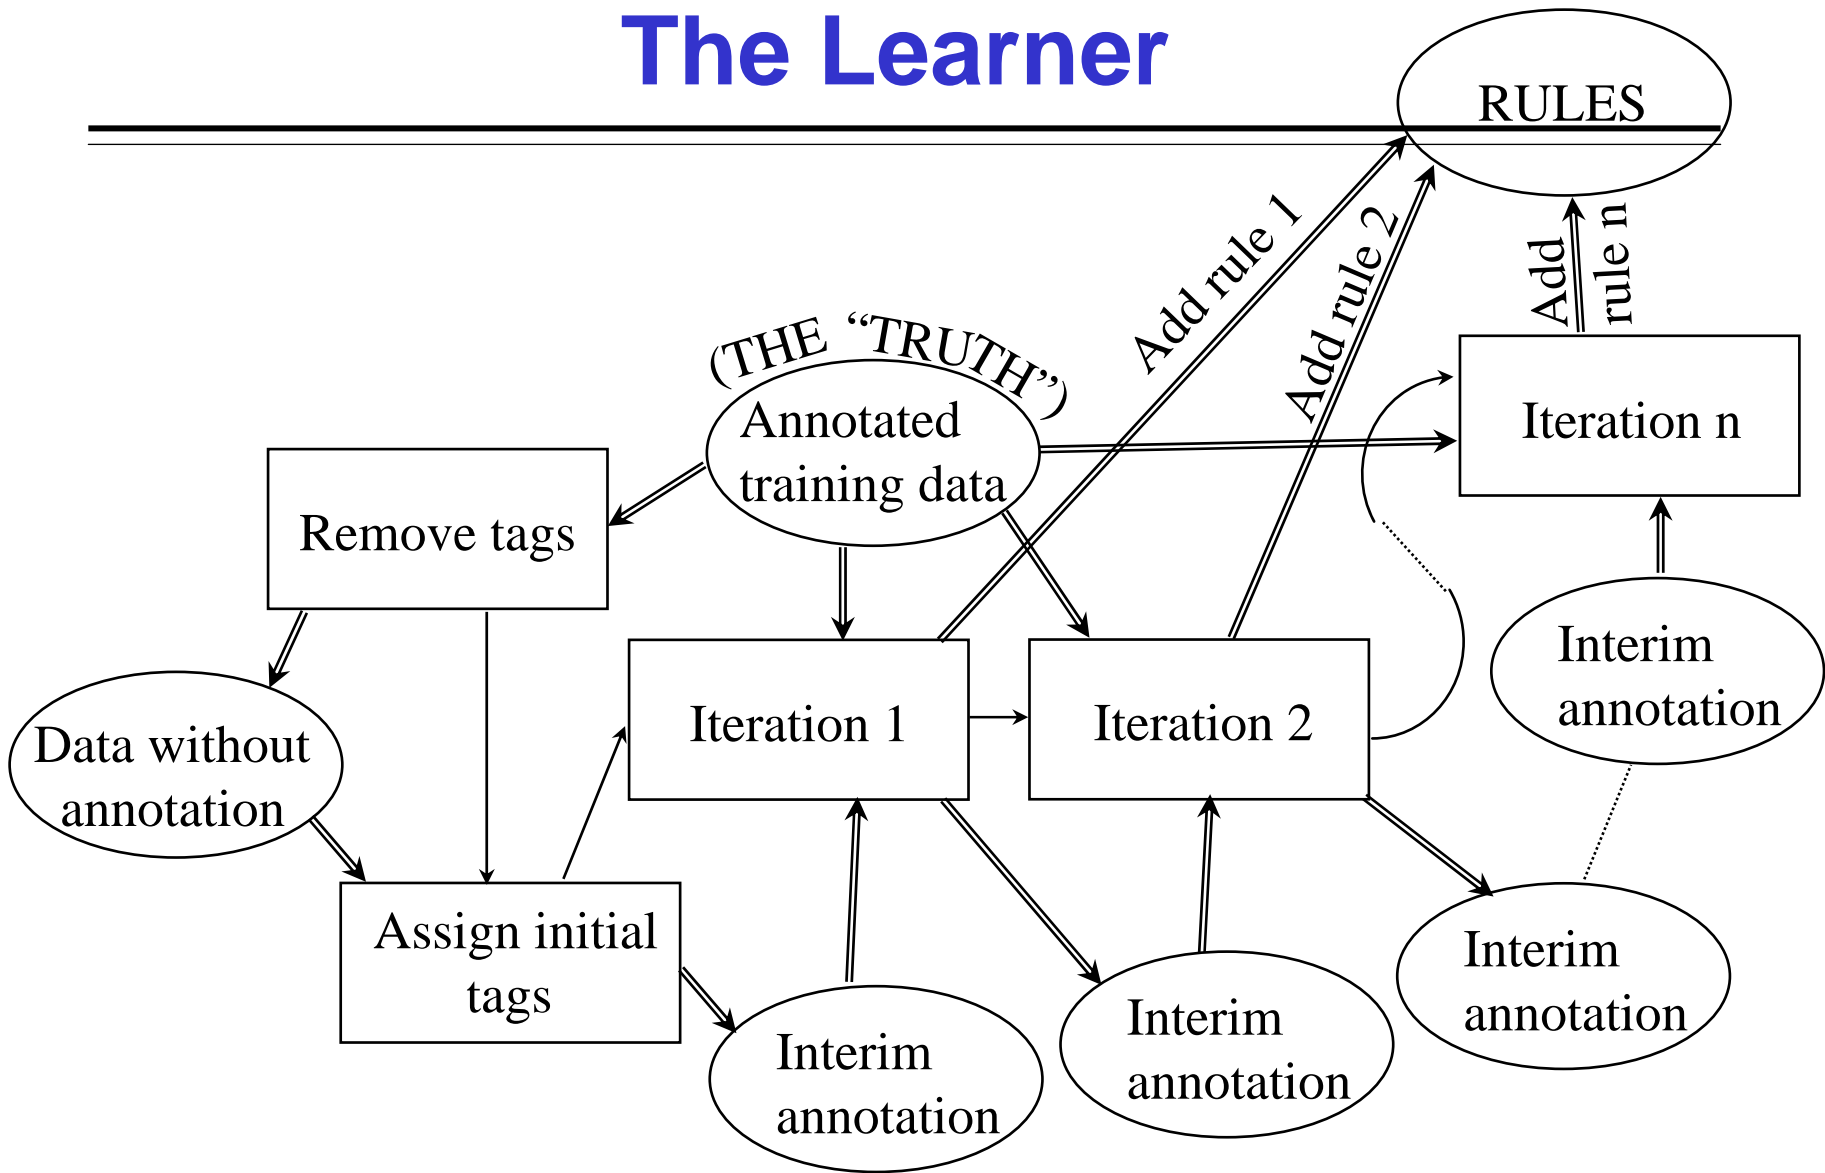 The Learner
RULES
Add rule 1
Add rule 2
Add
rule n
(THE “TRUTH”)
Annotated
training data
Iteration n
Remove tags
Interim
annotation
Iteration 1
Iteration 2
Data without
annotation
Assign initial
tags
Interim
annotation
Interim
annotation
Interim
annotation